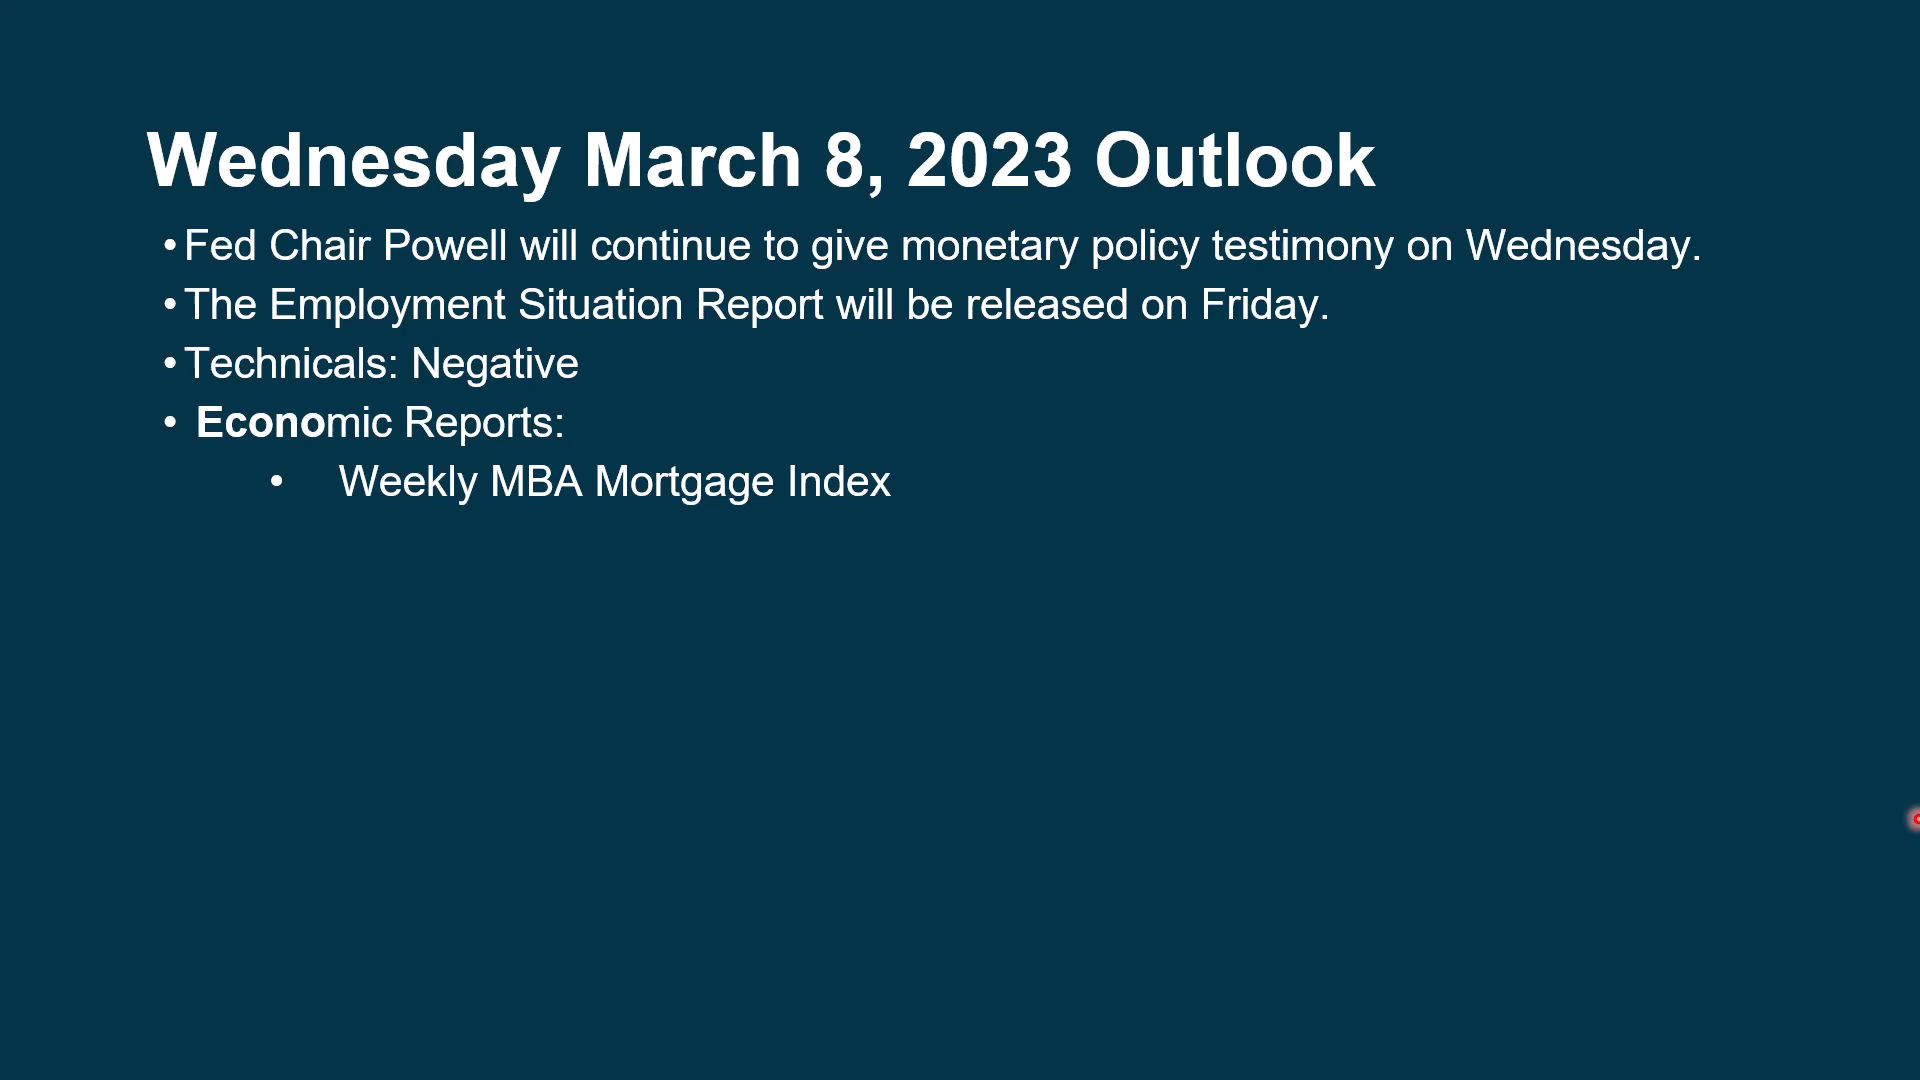 Wednesday March 8, 2023 Outlook
•Fed Chair Powell will continue to give monetary policy testimony on Wednesday.
•The Employment Situation Report will be released on Friday.
•Technicals: Negative
• Economic Reports:
• Weekly MBA Mortgage Index